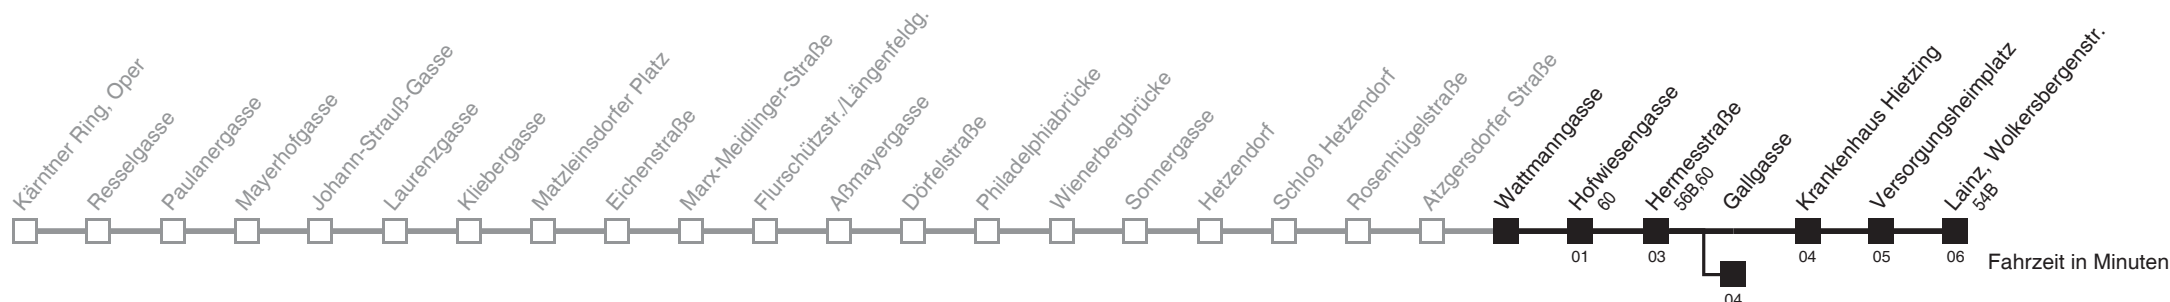 Kärntner Ring, Oper
Resselgasse
Paulanergasse
Mayerhofgasse
Johann-Strauß-Gasse
Laurenzgasse
Kliebergasse
Matzleinsdorfer Platz
Eichenstraße
Marx-Meidlinger-Straße
Flurschützstr./Längenfeldg.
Aßmayergasse
Dörfelstraße
Philadelphiabrücke
Wienerbergbrücke
Sonnergasse
Hetzendorf
Schloß Hetzendorf
Rosenhügelstraße
Atzgersdorfer Straße
Wattmanngasse
Hofwiesengasse
60
Hermesstraße
56B,60
Gallgasse
Krankenhaus Hietzing
Versorgungsheimplatz
Lainz, Wolkersbergenstr.
54B
01
03
04
05
06
Fahrzeit in Minuten
04